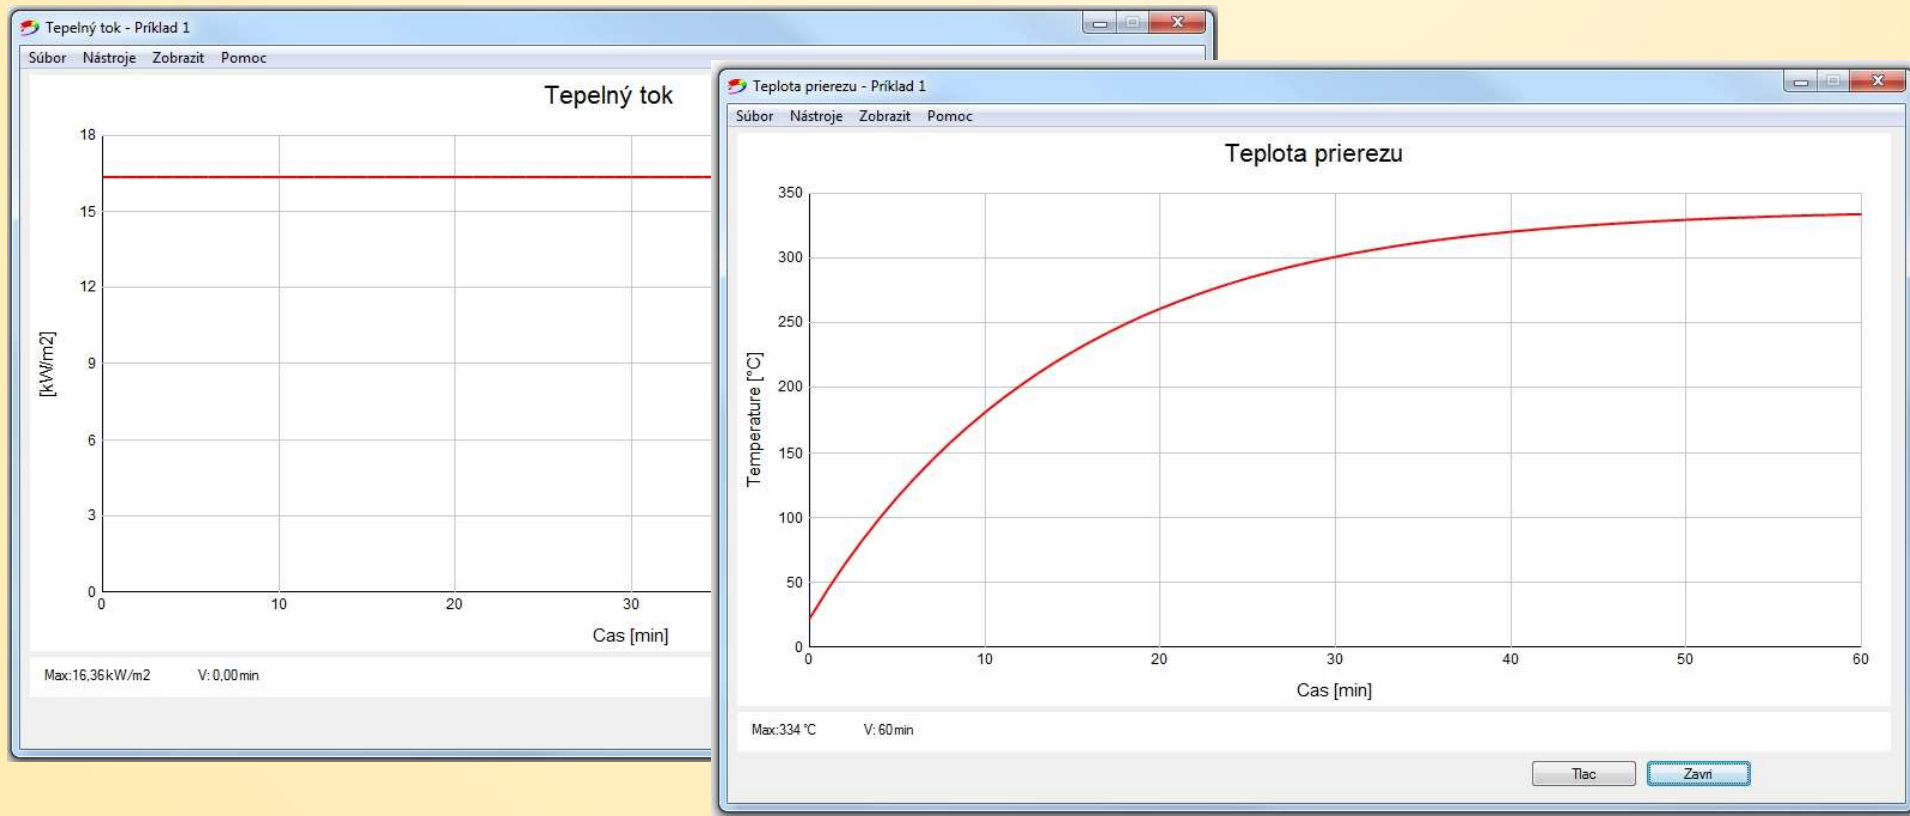 Tepelný tok - Príklad 1
Súbor Nástroje Zobrazit Pomoc
Tepelný tok
18
15
12
9
6
3
0
[kW/m2]
0 10 20 30
Cas [min]
Max:16,36kW/m2 V: 0,00min
Teplota prierezu - Príklad 1
Súbor Nástroje Zobrazit Pomoc
Teplota prierezu
350
300
250
200
150
100
50
0
Temperature [°C]
0 10 20 30 40 50 60
Cas [min]
Max:334 °C V: 60min
Tlac Zavri